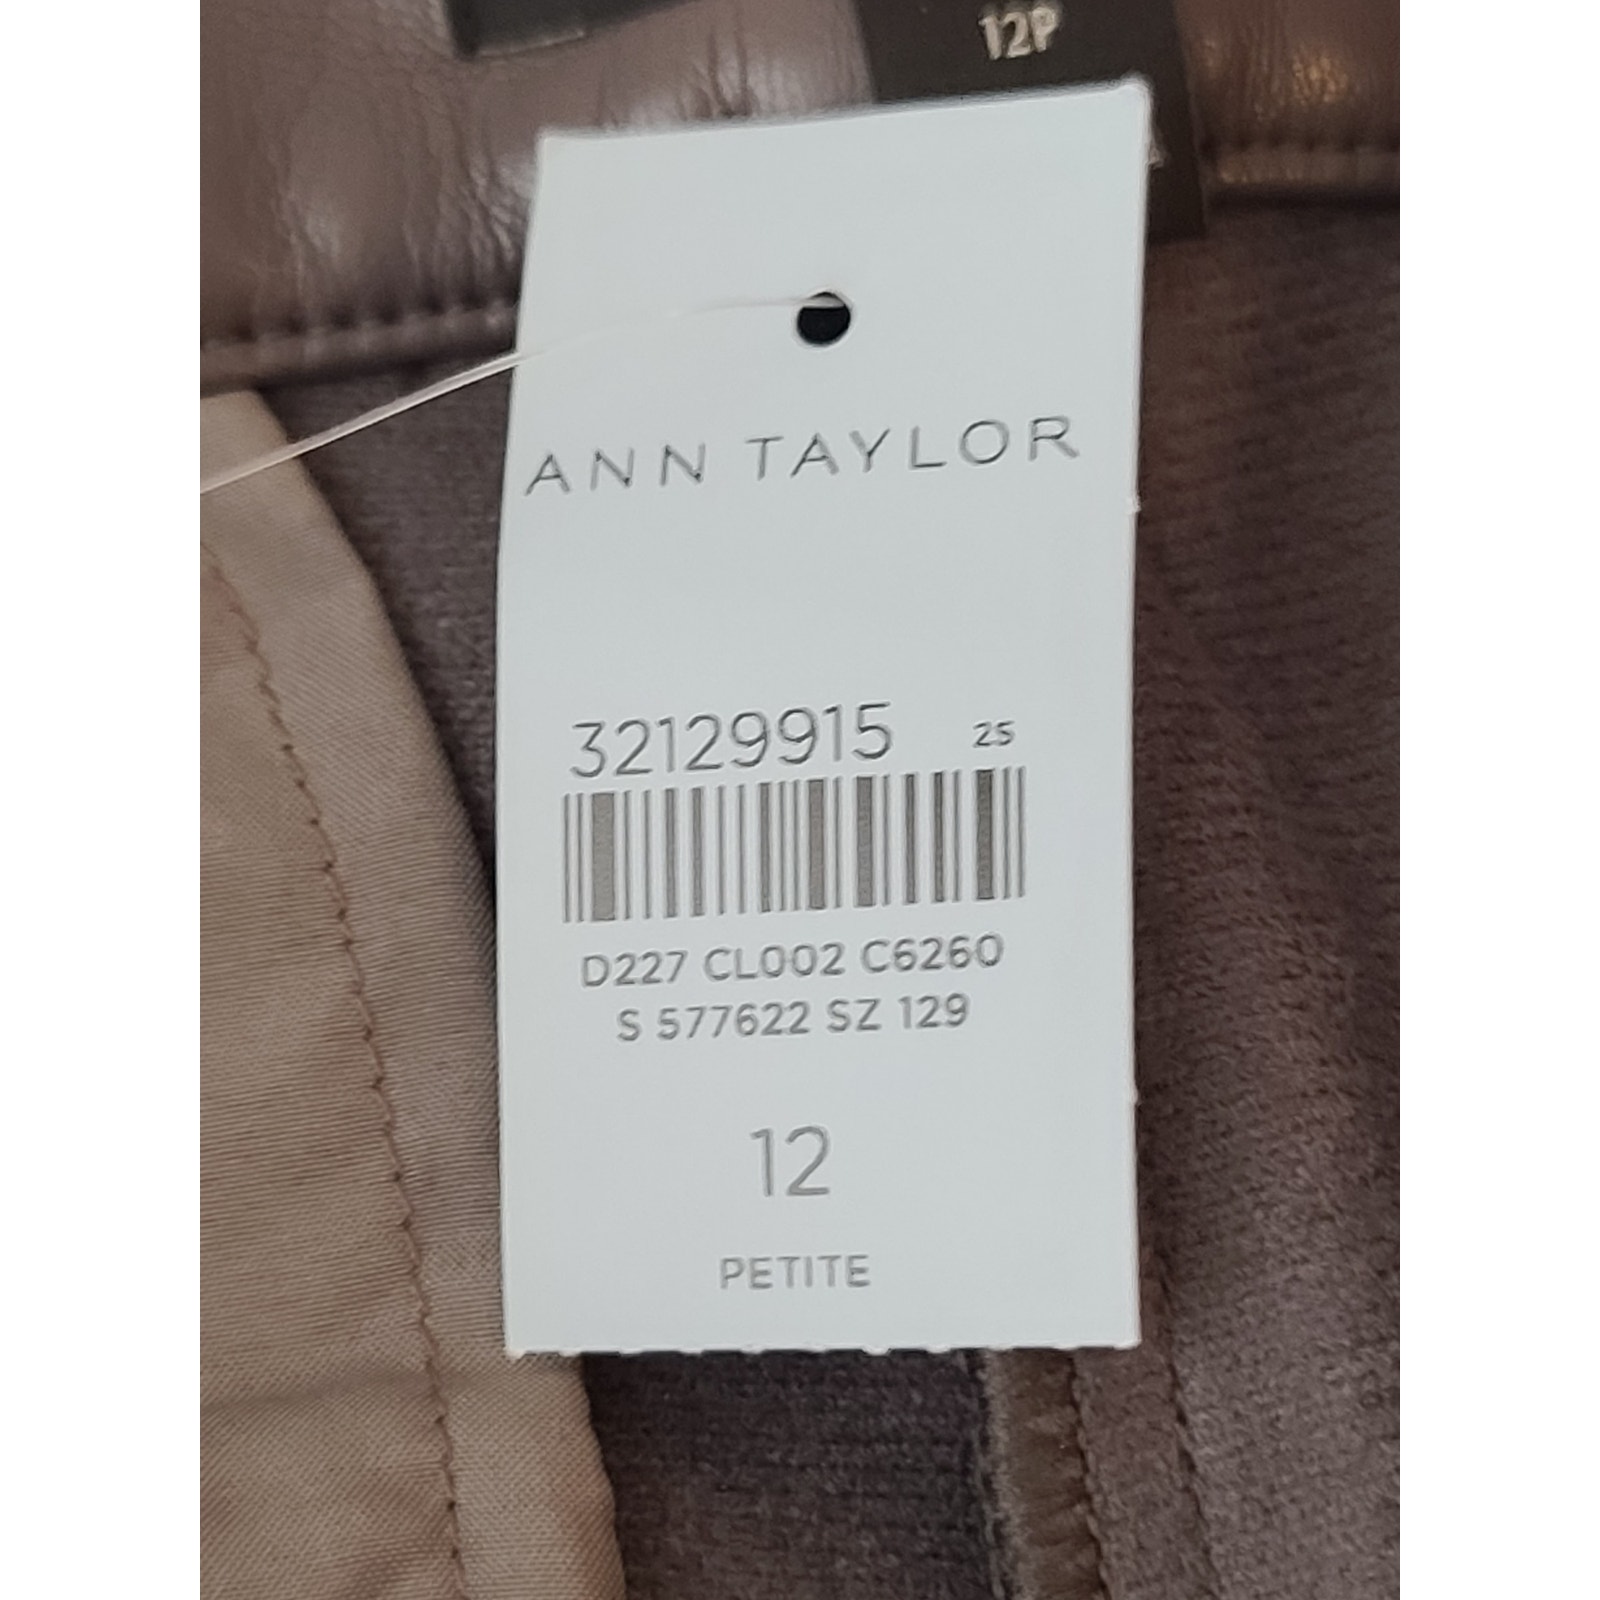 12P
ANN TAYLOR
32129915 25
D227 CL002 C6260
S 577622 SZ 129
12
PETITE